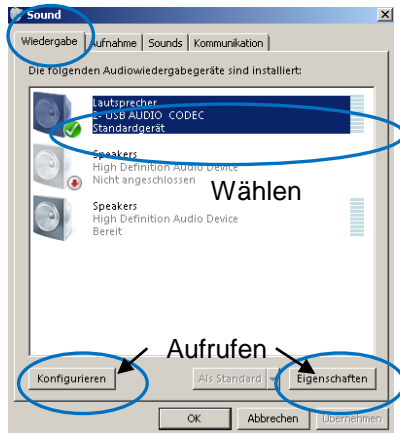 Sound
Wiedergabe Aufnahme Sounds Kommunikation
Die folgenden Audiowiedergabegeräte sind installiert:
Lautsprecher
2- USB AUDIO CODEC
Standardgerät
Speakers
High Definition Audio Device
Nicht angeschlossen
Wählen
Speakers
High Definition Audio Device
Bereit
Aufrufen
Konfigurieren Als Standard Eigenschaften
OK Abbrechen Übernehmen